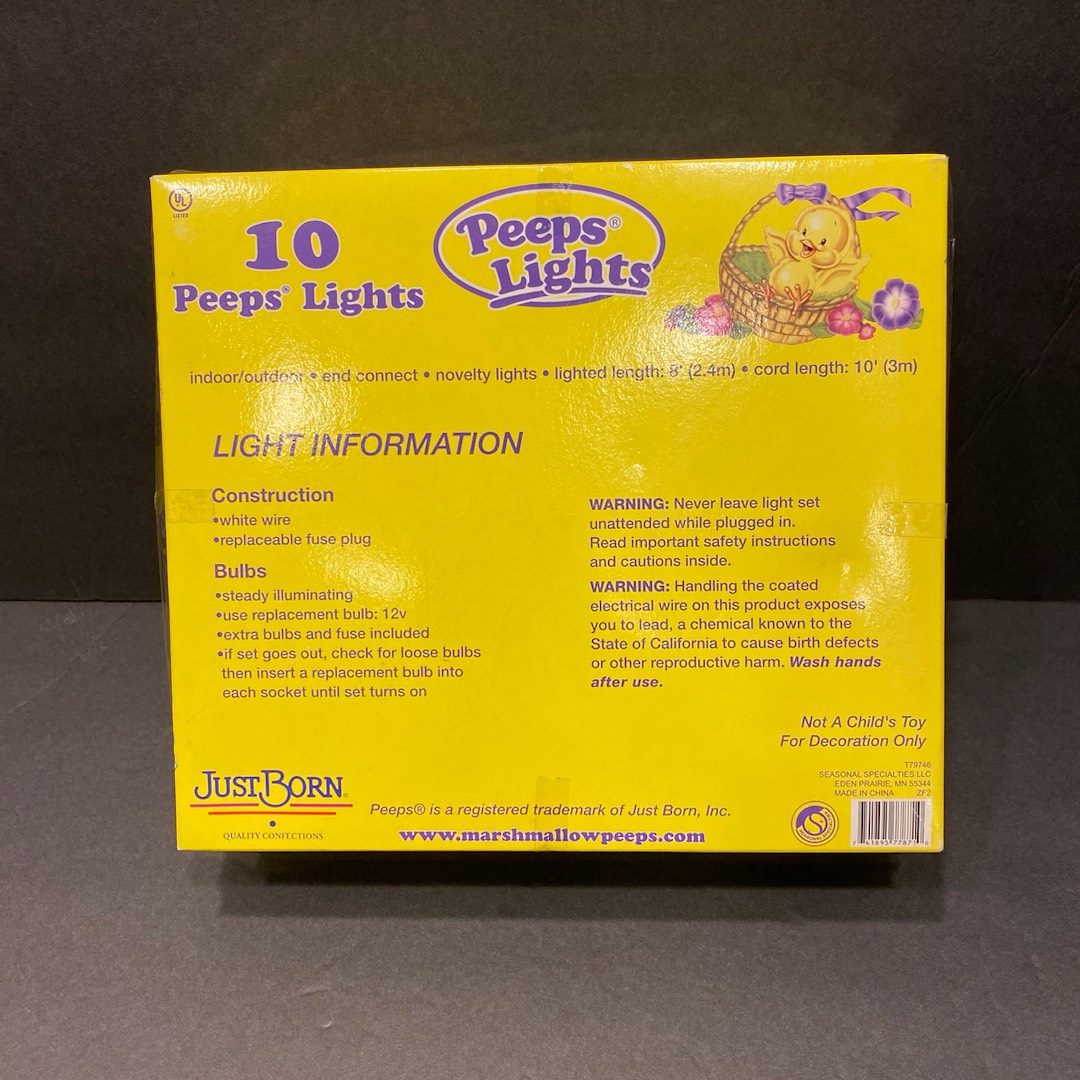 UL
LISTED
10
Peeps® Lights
Peeps®
Lights
indoor/outdoor • end connect • novelty lights • lighted length: 8' (2.4m) • cord length: 10' (3m)
LIGHT INFORMATION
Construction
•white wire
•replaceable fuse plug
Bulbs
•steady illuminating
•use replacement bulb: 12v
•extra bulbs and fuse included
•if set goes out, check for loose bulbs
then insert a replacement bulb into
each socket until set turns on
WARNING: Never leave light set
unattended while plugged in.
Read important safety instructions
and cautions inside.
WARNING: Handling the coated
electrical wire on this product exposes
you to lead, a chemical known to the
State of California to cause birth defects
or other reproductive harm. Wash hands
after use.
Not A Child's Toy
For Decoration Only
T79746
SEASONAL SPECIALTIES LLC
EDEN PRAIRIE, MN 55344
MADE IN CHINA ZF2
JUST BORN®
QUALITY CONFECTIONS
Peeps® is a registered trademark of Just Born, Inc.
www.marshmallowpeeps.com
7 41895 77871